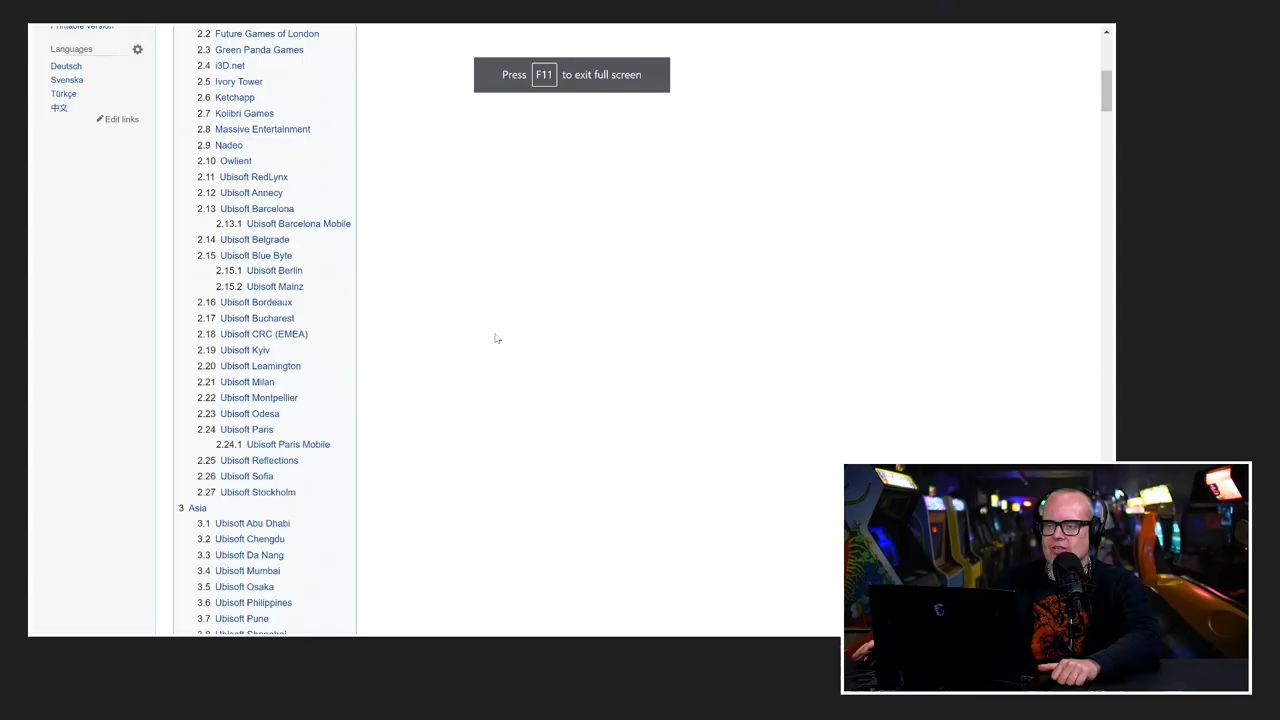 Printable version
Languages
Deutsch
Svenska
Türkçe
中文
Edit links
2.2 Future Games of London
2.3 Green Panda Games
2.4 i3D.net
2.5 Ivory Tower
2.6 Ketchapp
2.7 Kolibri Games
2.8 Massive Entertainment
2.9 Nadeo
2.10 Owlient
2.11 Ubisoft RedLynx
2.12 Ubisoft Annecy
2.13 Ubisoft Barcelona
2.13.1 Ubisoft Barcelona Mobile
2.14 Ubisoft Belgrade
2.15 Ubisoft Blue Byte
2.15.1 Ubisoft Berlin
2.15.2 Ubisoft Mainz
2.16 Ubisoft Bordeaux
2.17 Ubisoft Bucharest
2.18 Ubisoft CRC (EMEA)
2.19 Ubisoft Kyiv
2.20 Ubisoft Leamington
2.21 Ubisoft Milan
2.22 Ubisoft Montpellier
2.23 Ubisoft Odesa
2.24 Ubisoft Paris
2.24.1 Ubisoft Paris Mobile
2.25 Ubisoft Reflections
2.26 Ubisoft Sofia
2.27 Ubisoft Stockholm
3 Asia
3.1 Ubisoft Abu Dhabi
3.2 Ubisoft Chengdu
3.3 Ubisoft Da Nang
3.4 Ubisoft Mumbai
3.5 Ubisoft Osaka
3.6 Ubisoft Philippines
3.7 Ubisoft Pune
3.8 Ubisoft Shanghai
Press F11 to exit full screen